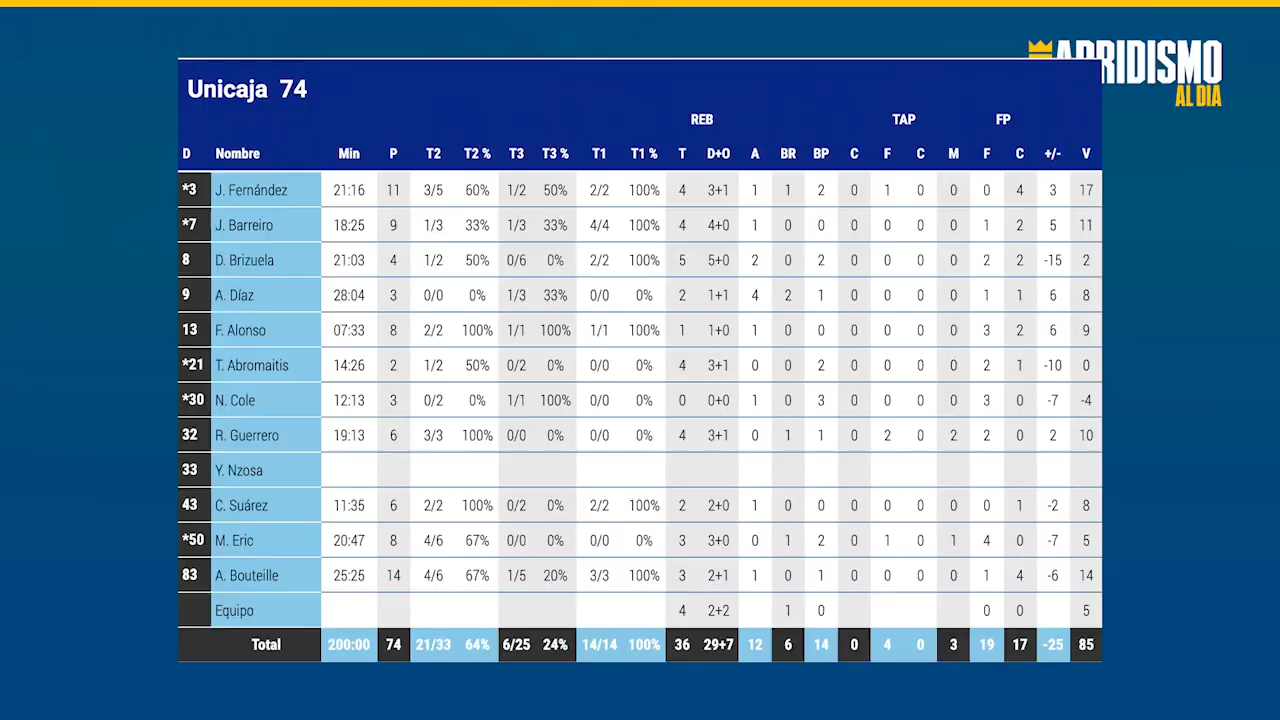 ABRIDISMO
AL DIA
Unicaja 74
REB TAP FP
D Nombre Min P T2 T2 % T3 T3 % T1 T1 % T D+O A BR BP C F C M F C +/- V
*3 J. Fernández 21:16 11 3/5 60% 1/2 50% 2/2 100% 4 3+1 1 1 2 0 1 0 0 0 4 3 17
*7 J. Barreiro 18:25 9 1/3 33% 1/3 33% 4/4 100% 4 4+0 1 0 0 0 0 0 0 1 2 5 11
8 D. Brizuela 21:03 4 1/2 50% 0/6 0% 2/2 100% 5 5+0 2 0 2 0 0 0 0 2 2 -15 2
9 A. Díaz 28:04 3 0/0 0% 1/3 33% 0/0 0% 2 1+1 4 2 1 0 0 0 0 1 1 6 8
13 F. Alonso 07:33 8 2/2 100% 1/1 100% 1/1 100% 1 1+0 1 0 0 0 0 0 0 3 2 6 9
*21 T. Abromaitis 14:26 2 1/2 50% 0/2 0% 0/0 0% 4 3+1 0 0 2 0 0 0 0 2 1 -10 0
*30 N. Cole 12:13 3 0/2 0% 1/1 100% 0/0 0% 0 0+0 1 0 3 0 0 0 0 3 0 -7 -4
32 R. Guerrero 19:13 6 3/3 100% 0/0 0% 0/0 0% 4 3+1 0 1 1 0 2 0 2 2 0 2 10
33 Y. Nzosa
43 C. Suárez 11:35 6 2/2 100% 0/2 0% 2/2 100% 2 2+0 1 0 0 0 0 0 0 0 1 -2 8
*50 M. Eric 20:47 8 4/6 67% 0/0 0% 0/0 0% 3 3+0 0 1 2 0 1 0 1 4 0 -7 5
83 A. Bouteille 25:25 14 4/6 67% 1/5 20% 3/3 100% 3 2+1 1 0 1 0 0 0 0 1 4 -6 14
Equipo 4 2+2 1 0 0 0 5
Total 200:00 74 21/33 64% 6/25 24% 14/14 100% 36 29+7 12 6 14 0 4 0 3 19 17 -25 85